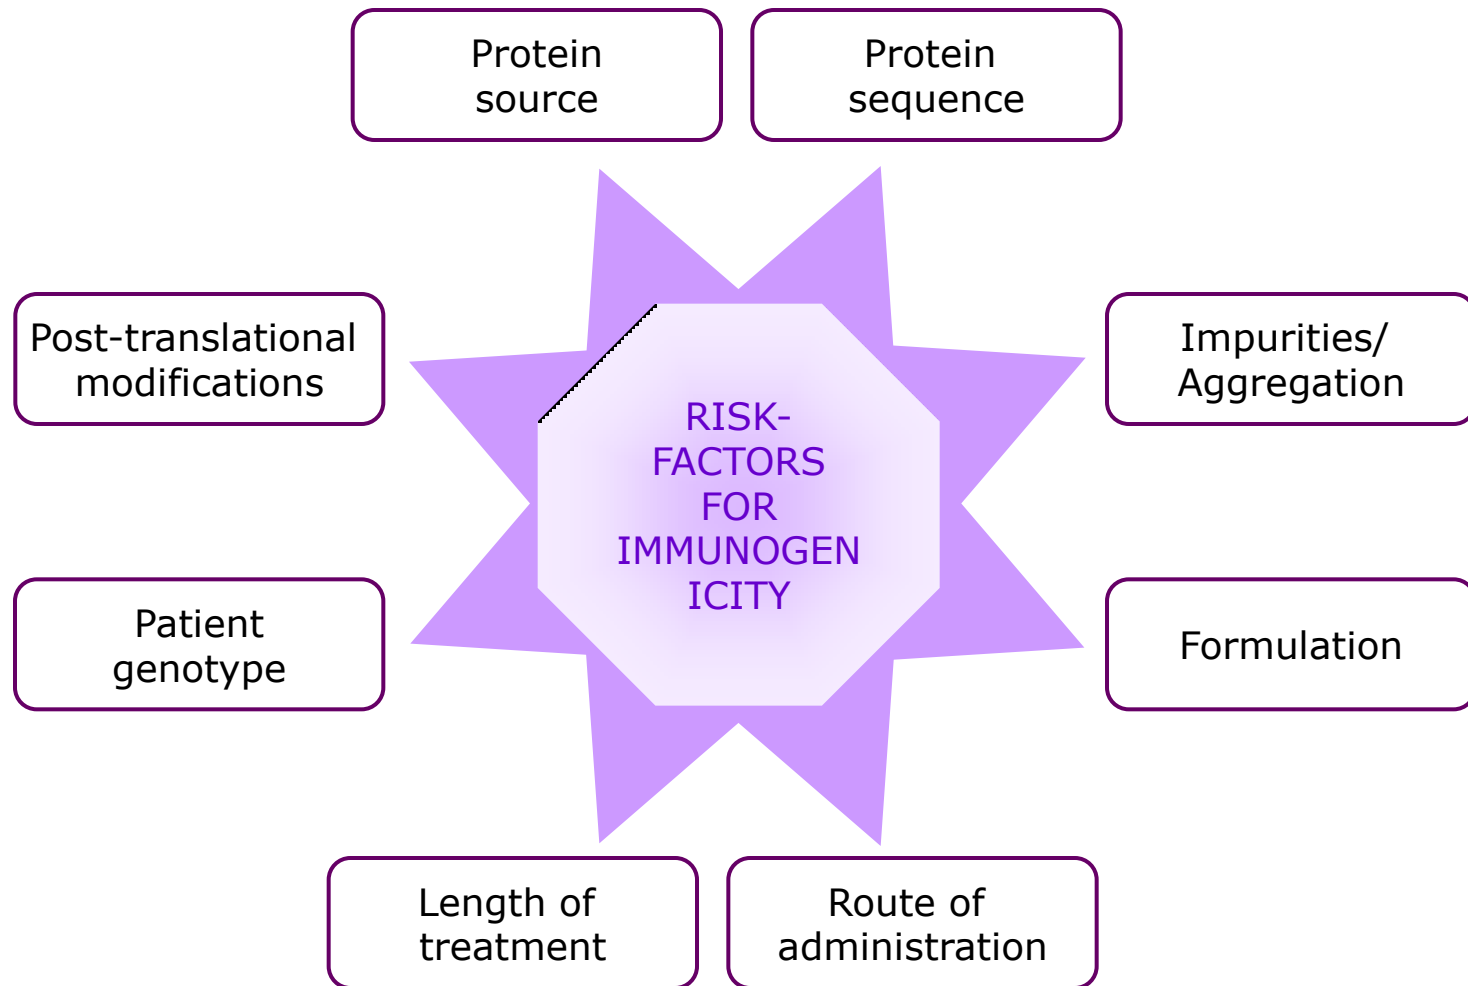 Protein
source
Protein
sequence
Post-translational
modifications
Impurities/
Aggregation
RISK-
FACTORS
FOR
IMMUNOGEN
ICITY
Patient
genotype
Formulation
Length of
treatment
Route of
administration